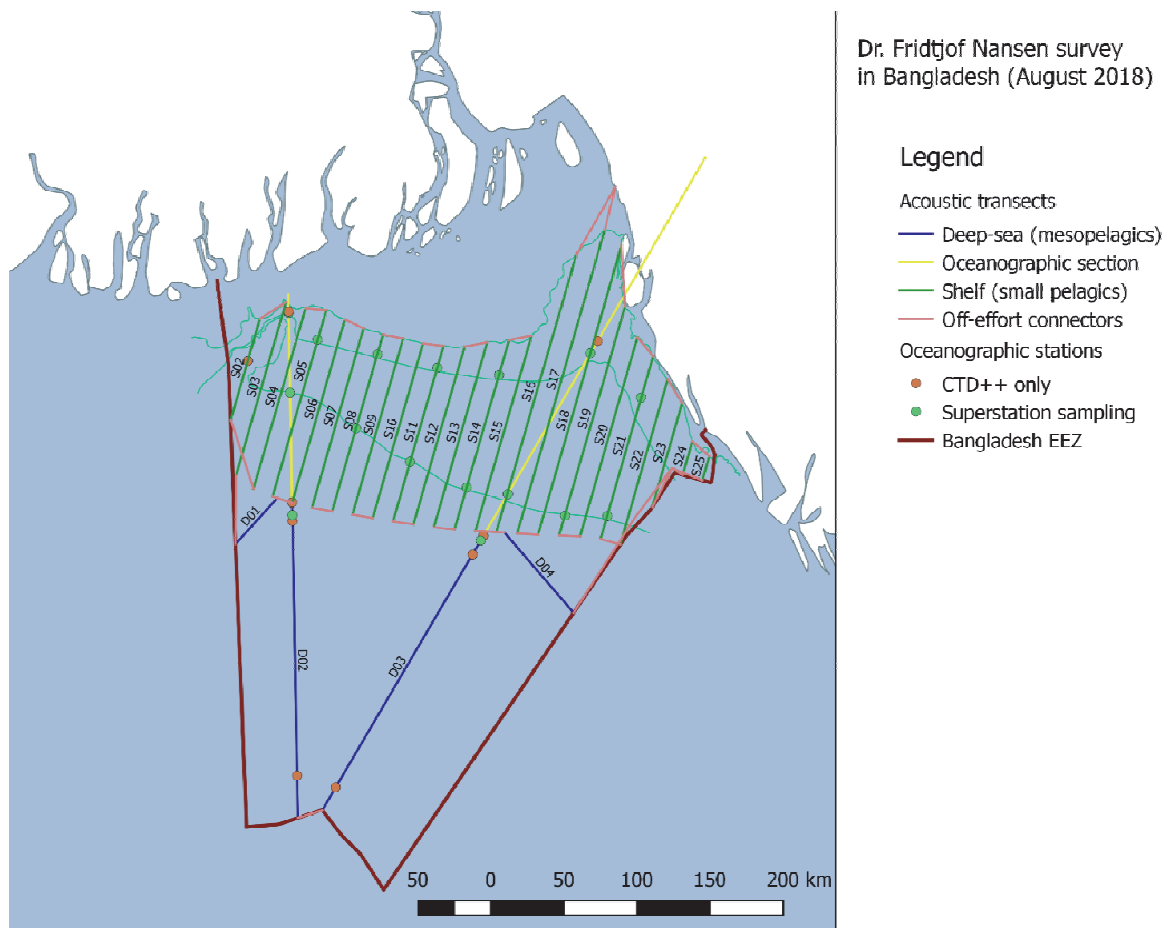 Dr. Fridtjof Nansen survey
in Bangladesh (August 2018)
Legend
Acoustic transects
Deep-sea (mesopelagics)
Oceanographic section
Shelf (small pelagics)
Off-effort connectors
Oceanographic stations
CTD++ only
Superstation sampling
Bangladesh EEZ
S02
S03
S04
S05
S06
S07
S08
S09
S10
S11
S12
S13
S14
S15
S16
S17
S18
S19
S20
S21
S22
S23
S24
S25
D01
D02
D03
D04
50 0 50 100 150 200 km